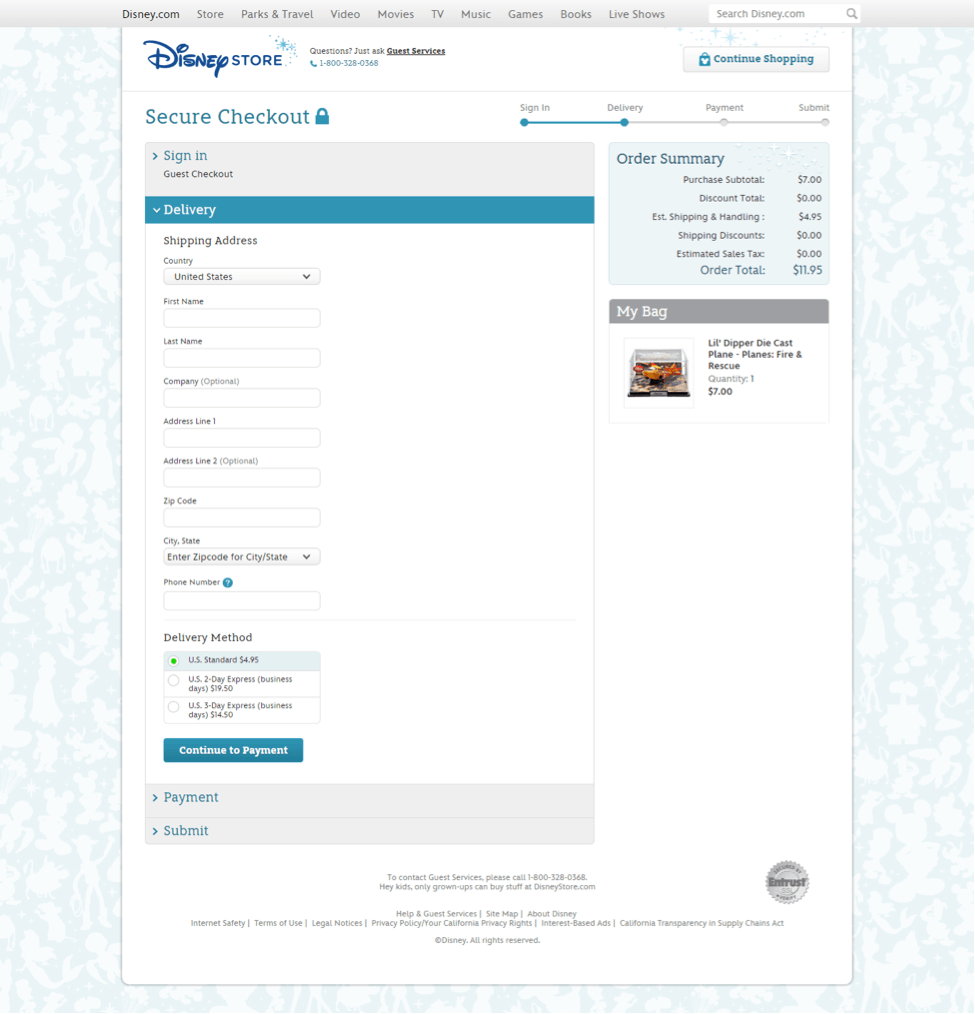 Disney.com Store Parks & Travel Video Movies TV Music Games Books Live Shows Search Disney.com
Disney STORE
Questions? Just ask Guest Services
1-800-328-0368
Continue Shopping
Secure Checkout
Sign In Delivery Payment Submit
Sign in
Guest Checkout
Delivery
Shipping Address
Country
United States
First Name
Last Name
Company (Optional)
Address Line 1
Address Line 2 (Optional)
Zip Code
City, State
Enter Zipcode for City/State
Phone Number ?
Delivery Method
U.S. Standard $4.95
U.S. 2-Day Express (business
days) $19.50
U.S. 3-Day Express (business
days) $14.50
Continue to Payment
Payment
Submit
Order Summary
Purchase Subtotal: $7.00
Discount Total: $0.00
Est. Shipping & Handling : $4.95
Shipping Discounts: $0.00
Estimated Sales Tax: $0.00
Order Total: $11.95
My Bag
Lil' Dipper Die Cast
Plane - Planes: Fire &
Rescue
Quantity: 1
$7.00
To contact Guest Services, please call 1-800-328-0368.
Hey kids, only grown-ups can buy stuff at DisneyStore.com
Entrust
Help & Guest Services | Site Map | About Disney
Internet Safety | Terms of Use | Legal Notices | Privacy Policy/Your California Privacy Rights | Interest-Based Ads | California Transparency in Supply Chains Act
©Disney. All rights reserved.